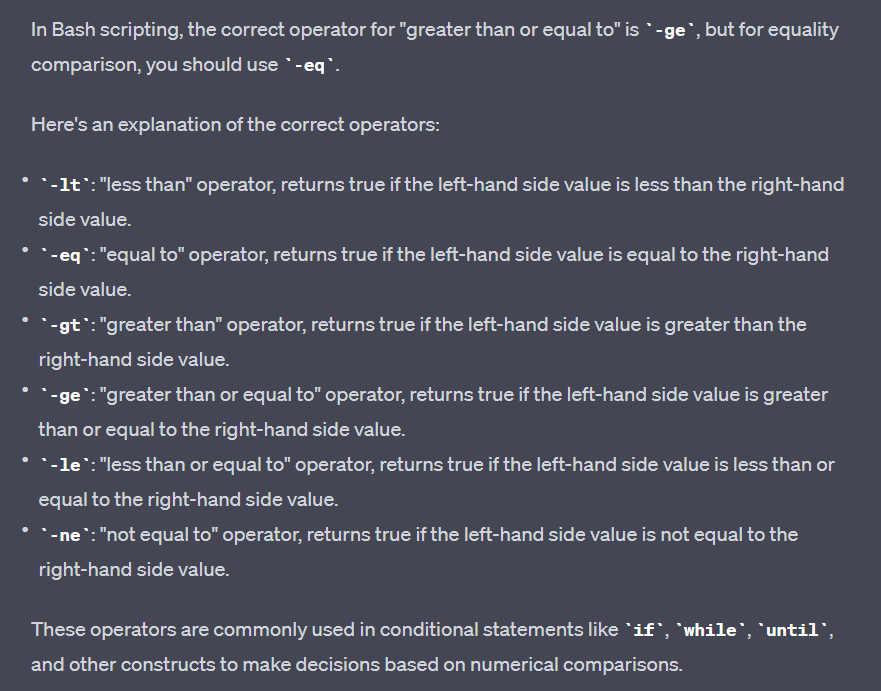 In Bash scripting, the correct operator for "greater than or equal to" is `-ge`, but for equality
comparison, you should use `-eq`.
Here's an explanation of the correct operators:
• `-lt`: "less than" operator, returns true if the left-hand side value is less than the right-hand
side value.
• `-eq`: "equal to" operator, returns true if the left-hand side value is equal to the right-hand
side value.
• `-gt`: "greater than" operator, returns true if the left-hand side value is greater than the
right-hand side value.
• `-ge`: "greater than or equal to" operator, returns true if the left-hand side value is greater
than or equal to the right-hand side value.
• `-le`: "less than or equal to" operator, returns true if the left-hand side value is less than or
equal to the right-hand side value.
• `-ne`: "not equal to" operator, returns true if the left-hand side value is not equal to the
right-hand side value.
These operators are commonly used in conditional statements like `if`, `while`, `until`,
and other constructs to make decisions based on numerical comparisons.